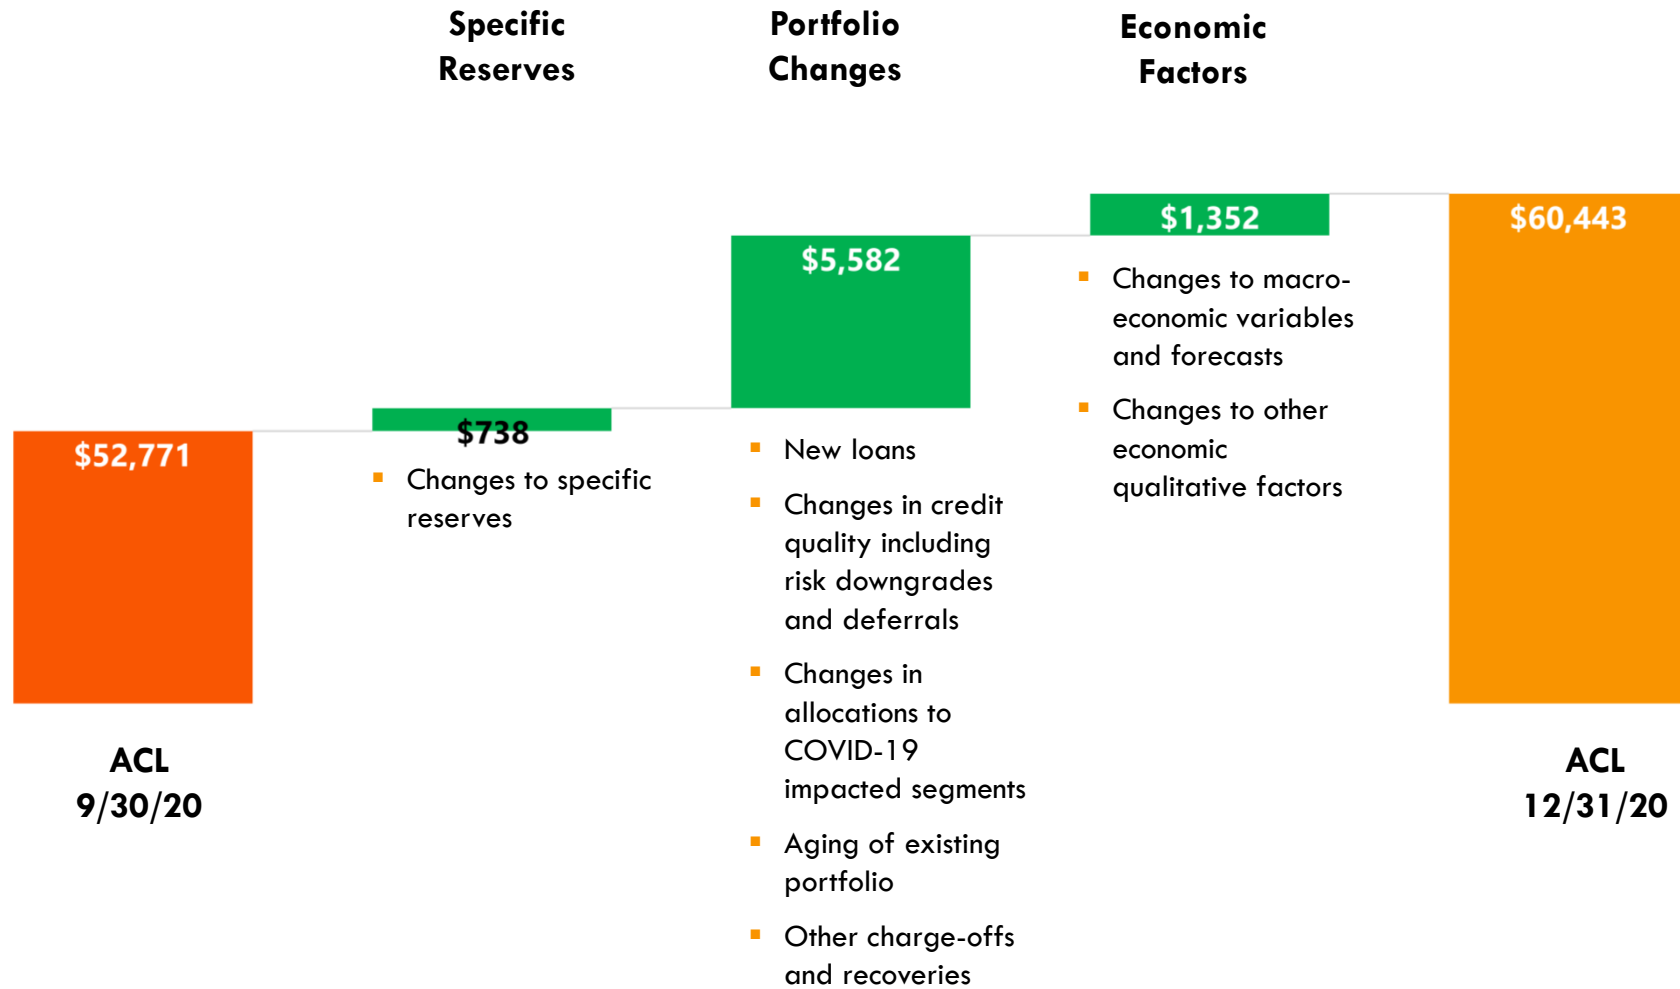 Specific
Reserves
Portfolio
Changes
Economic
Factors
$52,771
ACL
9/30/20
$738
▪ Changes to specific
reserves
$5,582
▪ New loans
▪ Changes in credit
quality including
risk downgrades
and deferrals
▪ Changes in
allocations to
COVID-19
impacted segments
▪ Aging of existing
portfolio
▪ Other charge-offs
and recoveries
$1,352
▪ Changes to macro-
economic variables
and forecasts
▪ Changes to other
economic
qualitative factors
$60,443
ACL
12/31/20